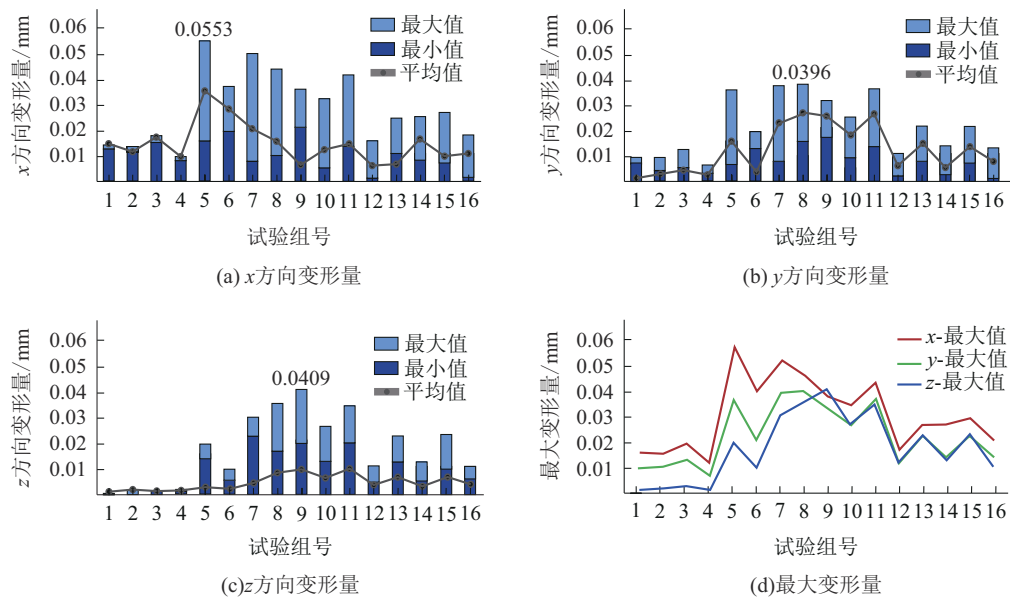 0.06
0.05
0.04
0.03
0.02
0.01
x方向变形量/mm
0.0553
最大值
最小值
平均值
1 2 3 4 5 6 7 8 9 10 11 12 13 14 15 16
试验组号
(a) x方向变形量
0.06
0.05
0.04
0.03
0.02
0.01
y方向变形量/mm
0.0396
最大值
最小值
平均值
1 2 3 4 5 6 7 8 9 10 11 12 13 14 15 16
试验组号
(b) y方向变形量
0.06
0.05
0.04
0.03
0.02
0.01
z方向变形量/mm
0.0409
最大值
最小值
平均值
1 2 3 4 5 6 7 8 9 10 11 12 13 14 15 16
试验组号
(c)z方向变形量
0.06
0.05
0.04
0.03
0.02
0.01
最大变形量/mm
x-最大值
y-最大值
z-最大值
1 2 3 4 5 6 7 8 9 10 11 12 13 14 15 16
试验组号
(d)最大变形量